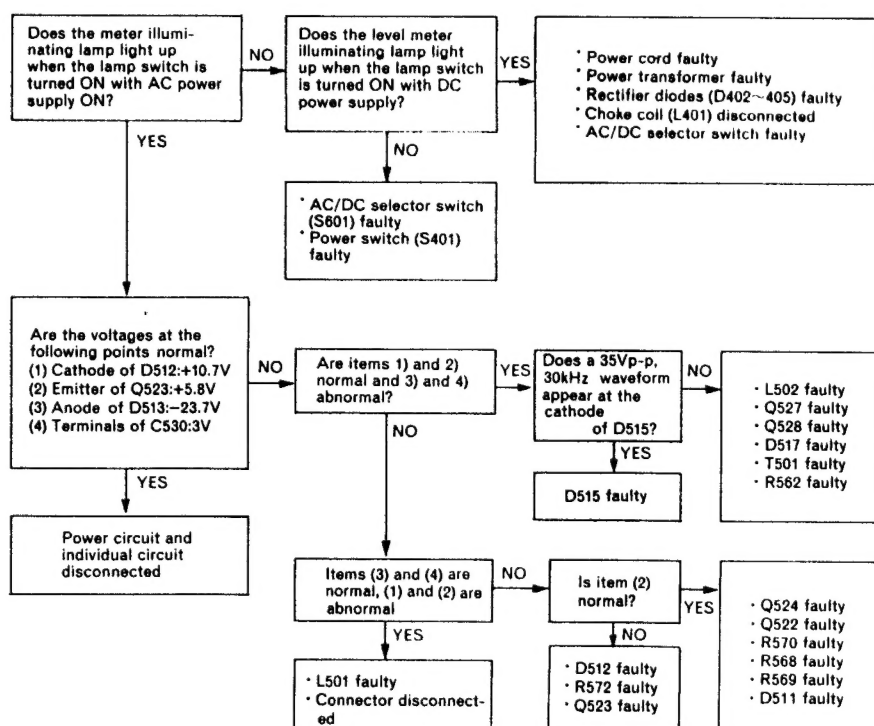 Does the meter illumi-
nating lamp light up
when the lamp switch is
turned ON with AC power
supply ON?
NO
Does the level meter
illuminating lamp light
up when the lamp switch
is turned ON with DC
power supply?
YES
· Power cord faulty
· Power transformer faulty
· Rectifier diodes (D402~405) faulty
· Choke coil (L401) disconnected
· AC/DC selector switch faulty
YES
NO
· AC/DC selector switch
(S601) faulty
· Power switch (S401)
faulty
Are the voltages at the
following points normal?
(1) Cathode of D512:+10.7V
(2) Emitter of Q523:+5.8V
(3) Anode of D513:−23.7V
(4) Terminals of C530:3V
NO
Are items 1) and 2)
normal and 3) and 4)
abnormal?
YES
Does a 35Vp-p,
30kHz waveform
appear at the
cathode
of D515?
NO
· L502 faulty
· Q527 faulty
· Q528 faulty
· D517 faulty
· T501 faulty
· R562 faulty
YES
D515 faulty
NO
YES
Power circuit and
individual circuit
disconnected
Items (3) and (4) are
normal, (1) and (2) are
abnormal
NO
Is item (2)
normal?
YES
· Q524 faulty
· Q522 faulty
· R570 faulty
· R568 faulty
· R569 faulty
· D511 faulty
YES
· L501 faulty
· Connector disconnect-
ed
NO
· D512 faulty
· R572 faulty
· Q523 faulty